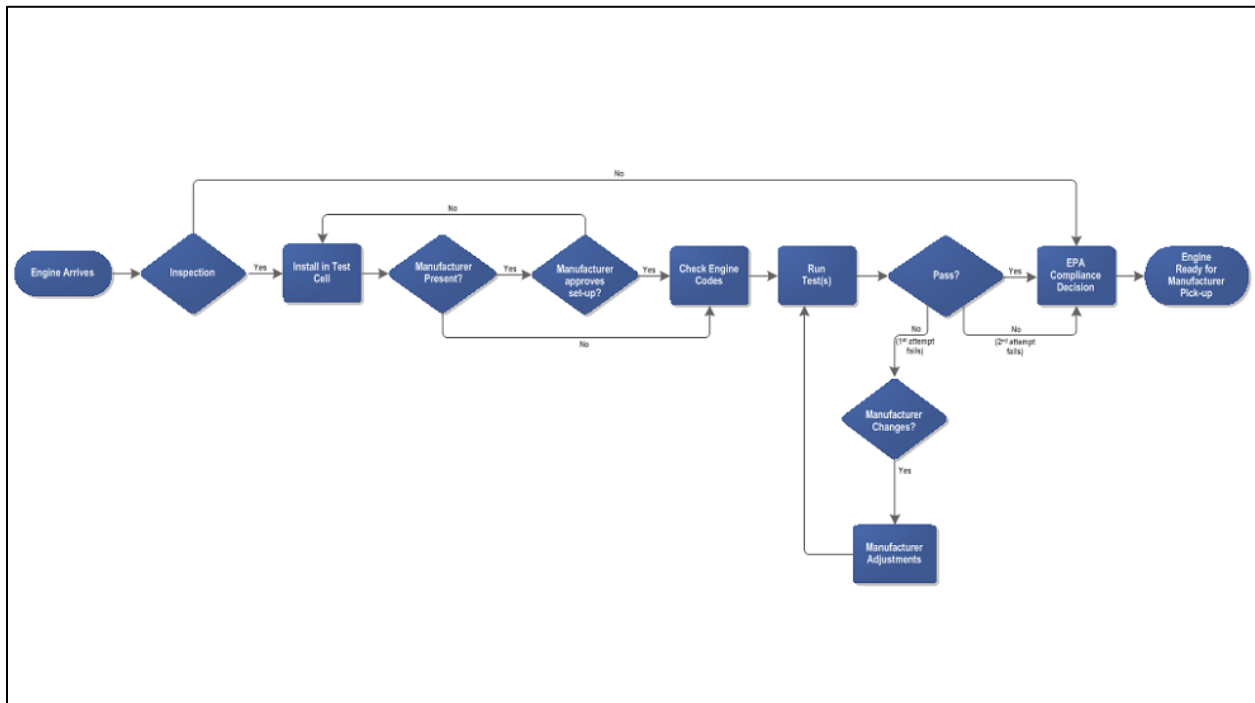 No
No
Engine Arrives
Inspection
Yes
Install in Test
Cell
Manufacturer
Present?
Yes
Manufacturer
approves
set-up?
Yes
Check Engine
Codes
Run
Test(s)
Pass?
Yes
EPA
Compliance
Decision
Engine
Ready for
Manufacturer
Pick-up
No
No
(1st attempt
fails)
No
(2nd attempt
fails)
Manufacturer
Changes?
Yes
Manufacturer
Adjustments